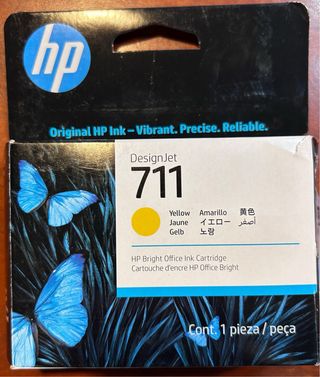 hp
Original HP Ink – Vibrant. Precise. Reliable.
DesignJet
711
Yellow Amarillo 黄色
Jaune イエロー أصفر
Gelb 노랑
HP Bright Office Ink Cartridge
Cartouche d'encre HP Office Bright
Cont. 1 pieza / peça